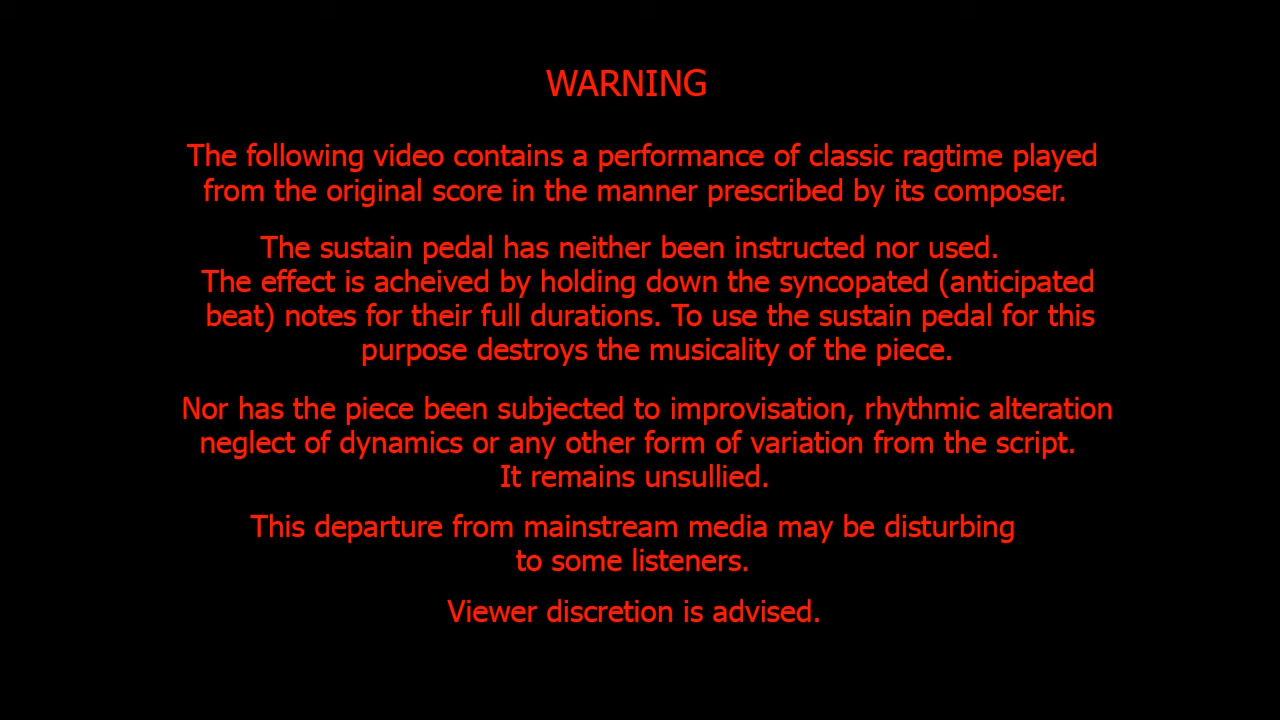 WARNING
The following video contains a performance of classic ragtime played
from the original score in the manner prescribed by its composer.
The sustain pedal has neither been instructed nor used.
The effect is acheived by holding down the syncopated (anticipated
beat) notes for their full durations. To use the sustain pedal for this
purpose destroys the musicality of the piece.
Nor has the piece been subjected to improvisation, rhythmic alteration
neglect of dynamics or any other form of variation from the script.
It remains unsullied.
This departure from mainstream media may be disturbing
to some listeners.
Viewer discretion is advised.